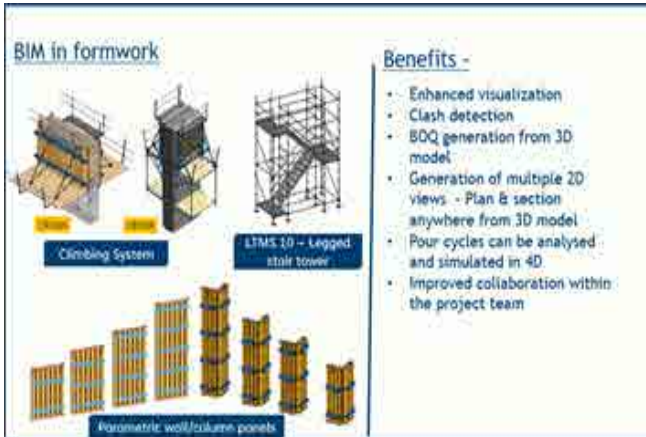 BIM in formwork
Climbing System
LTMS 10 – Legged
stair tower
Parametric wall/column panels
Benefits -
• Enhanced visualization
• Clash detection
• BOQ generation from 3D
model
• Generation of multiple 2D
views - Plan & section
anywhere from 3D model
• Pour cycles can be analysed
and simulated in 4D
• Improved collaboration within
the project team